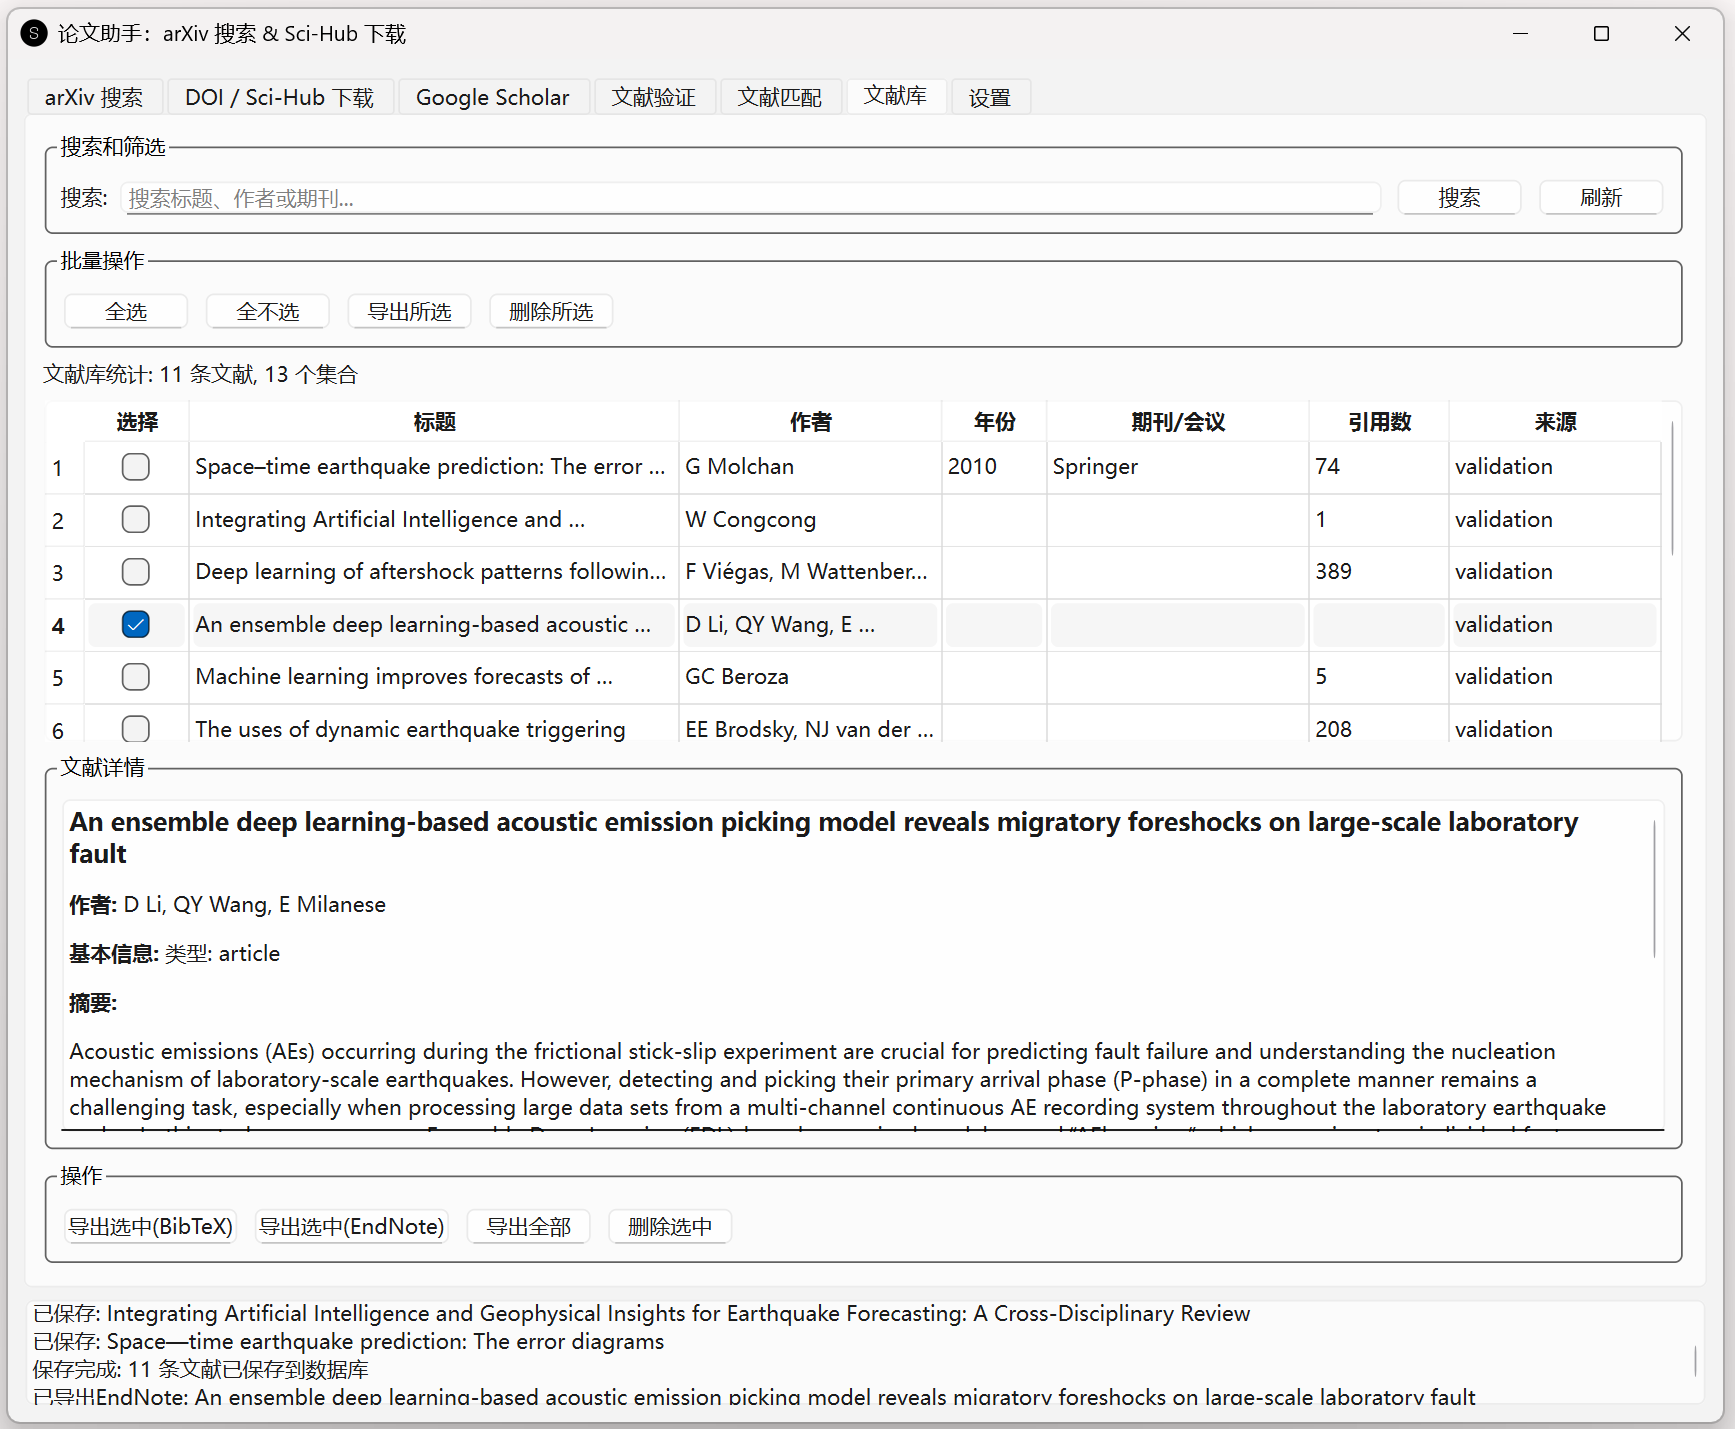 S 论文助手：arXiv 搜索 & Sci-Hub 下载
arXiv 搜索 DOI / Sci-Hub 下载 Google Scholar 文献验证 文献匹配 文献库 设置
搜索和筛选
搜索: 搜索标题、作者或期刊... 搜索 刷新
批量操作
全选 全不选 导出所选 删除所选
文献库统计: 11 条文献, 13 个集合
选择 标题 作者 年份 期刊/会议 引用数 来源
1 Space–time earthquake prediction: The error ... G Molchan 2010 Springer 74 validation
2 Integrating Artificial Intelligence and ... W Congcong 1 validation
3 Deep learning of aftershock patterns followin... F Viégas, M Wattenber... 389 validation
4 An ensemble deep learning-based acoustic ... D Li, QY Wang, E ... validation
5 Machine learning improves forecasts of ... GC Beroza 5 validation
6 The uses of dynamic earthquake triggering EE Brodsky, NJ van der ... 208 validation
文献详情
An ensemble deep learning-based acoustic emission picking model reveals migratory foreshocks on large-scale laboratory
fault
作者: D Li, QY Wang, E Milanese
基本信息: 类型: article
摘要:
Acoustic emissions (AEs) occurring during the frictional stick-slip experiment are crucial for predicting fault failure and understanding the nucleation
mechanism of laboratory-scale earthquakes. However, detecting and picking their primary arrival phase (P-phase) in a complete manner remains a
challenging task, especially when processing large data sets from a multi-channel continuous AE recording system throughout the laboratory earthquake
操作
导出选中(BibTeX) 导出选中(EndNote) 导出全部 删除选中
已保存: Integrating Artificial Intelligence and Geophysical Insights for Earthquake Forecasting: A Cross-Disciplinary Review
已保存: Space—time earthquake prediction: The error diagrams
保存完成: 11 条文献已保存到数据库
已导出EndNote: An ensemble deep learning-based acoustic emission picking model reveals migratory foreshocks on large-scale laboratory fault